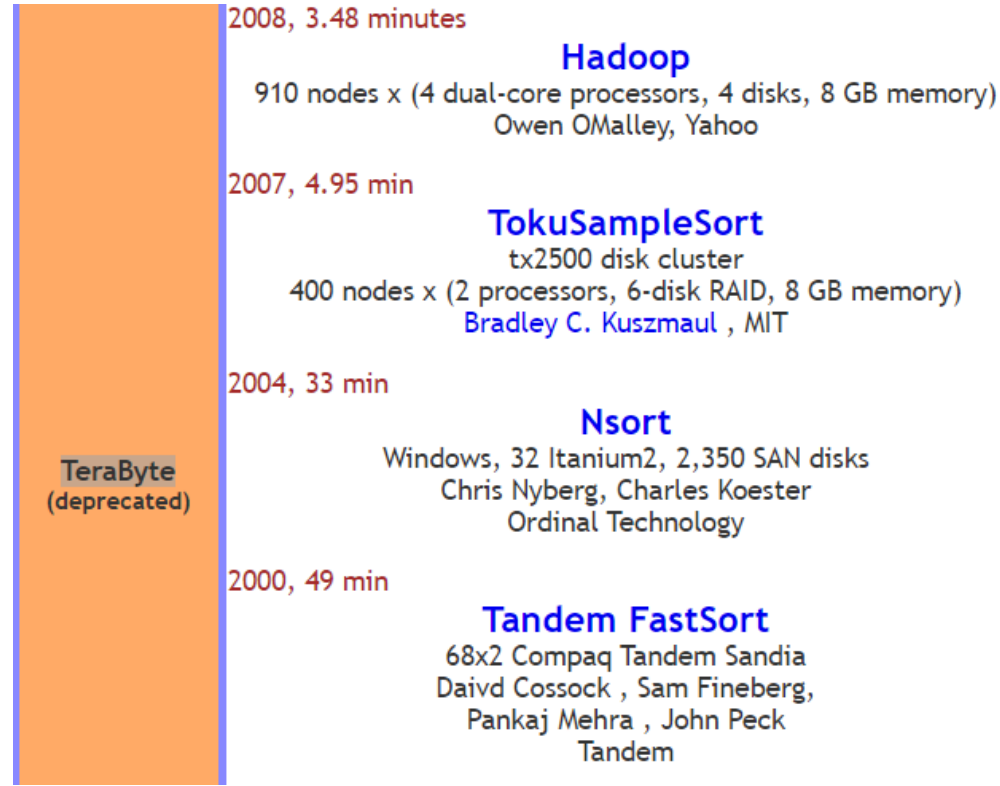 TeraByte
(deprecated)
2008, 3.48 minutes
Hadoop
910 nodes x (4 dual-core processors, 4 disks, 8 GB memory)
Owen OMalley, Yahoo
2007, 4.95 min
TokuSampleSort
tx2500 disk cluster
400 nodes x (2 processors, 6-disk RAID, 8 GB memory)
Bradley C. Kuszmaul , MIT
2004, 33 min
Nsort
Windows, 32 Itanium2, 2,350 SAN disks
Chris Nyberg, Charles Koester
Ordinal Technology
2000, 49 min
Tandem FastSort
68x2 Compaq Tandem Sandia
Daivd Cossock , Sam Fineberg,
Pankaj Mehra , John Peck
Tandem